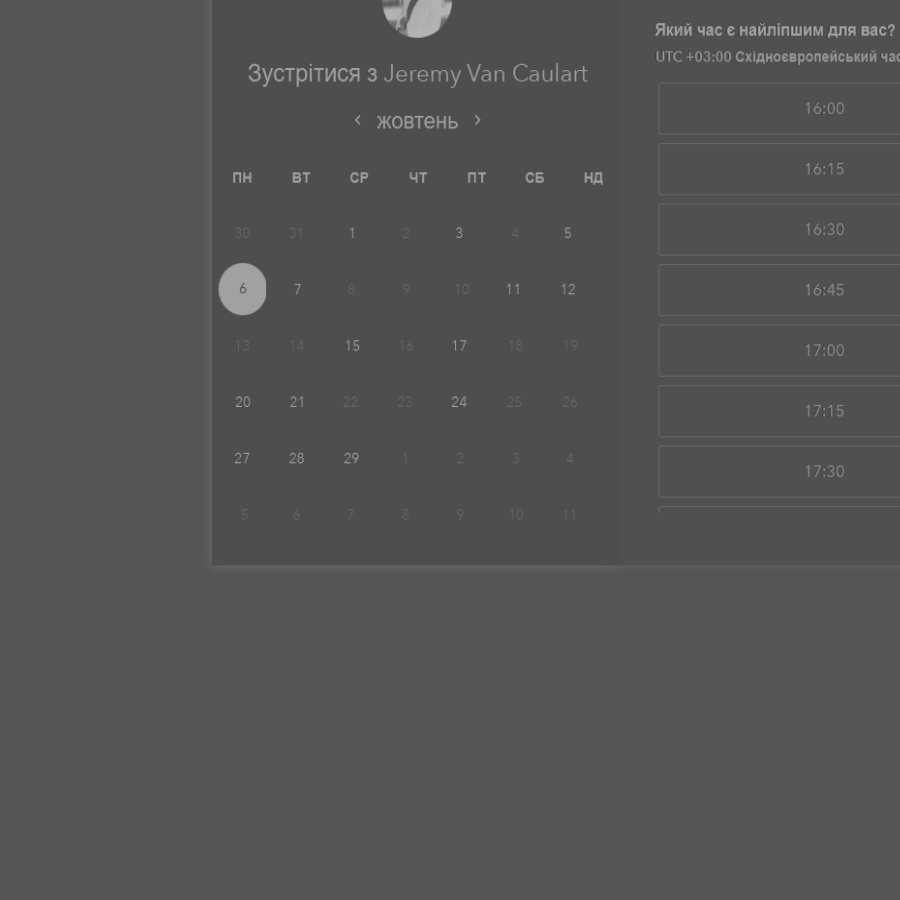 Зустрітися з Jeremy Van Caulart
‹ жовтень ›
ПН ВТ СР ЧТ ПТ СБ НД
30 31 1 2 3 4 5
6 7 8 9 10 11 12
13 14 15 16 17 18 19
20 21 22 23 24 25 26
27 28 29 1 2 3 4
5 6 7 8 9 10 11
Який час є найліпшим для вас?
UTC +03:00 Східноєвропейський час
16:00
16:15
16:30
16:45
17:00
17:15
17:30